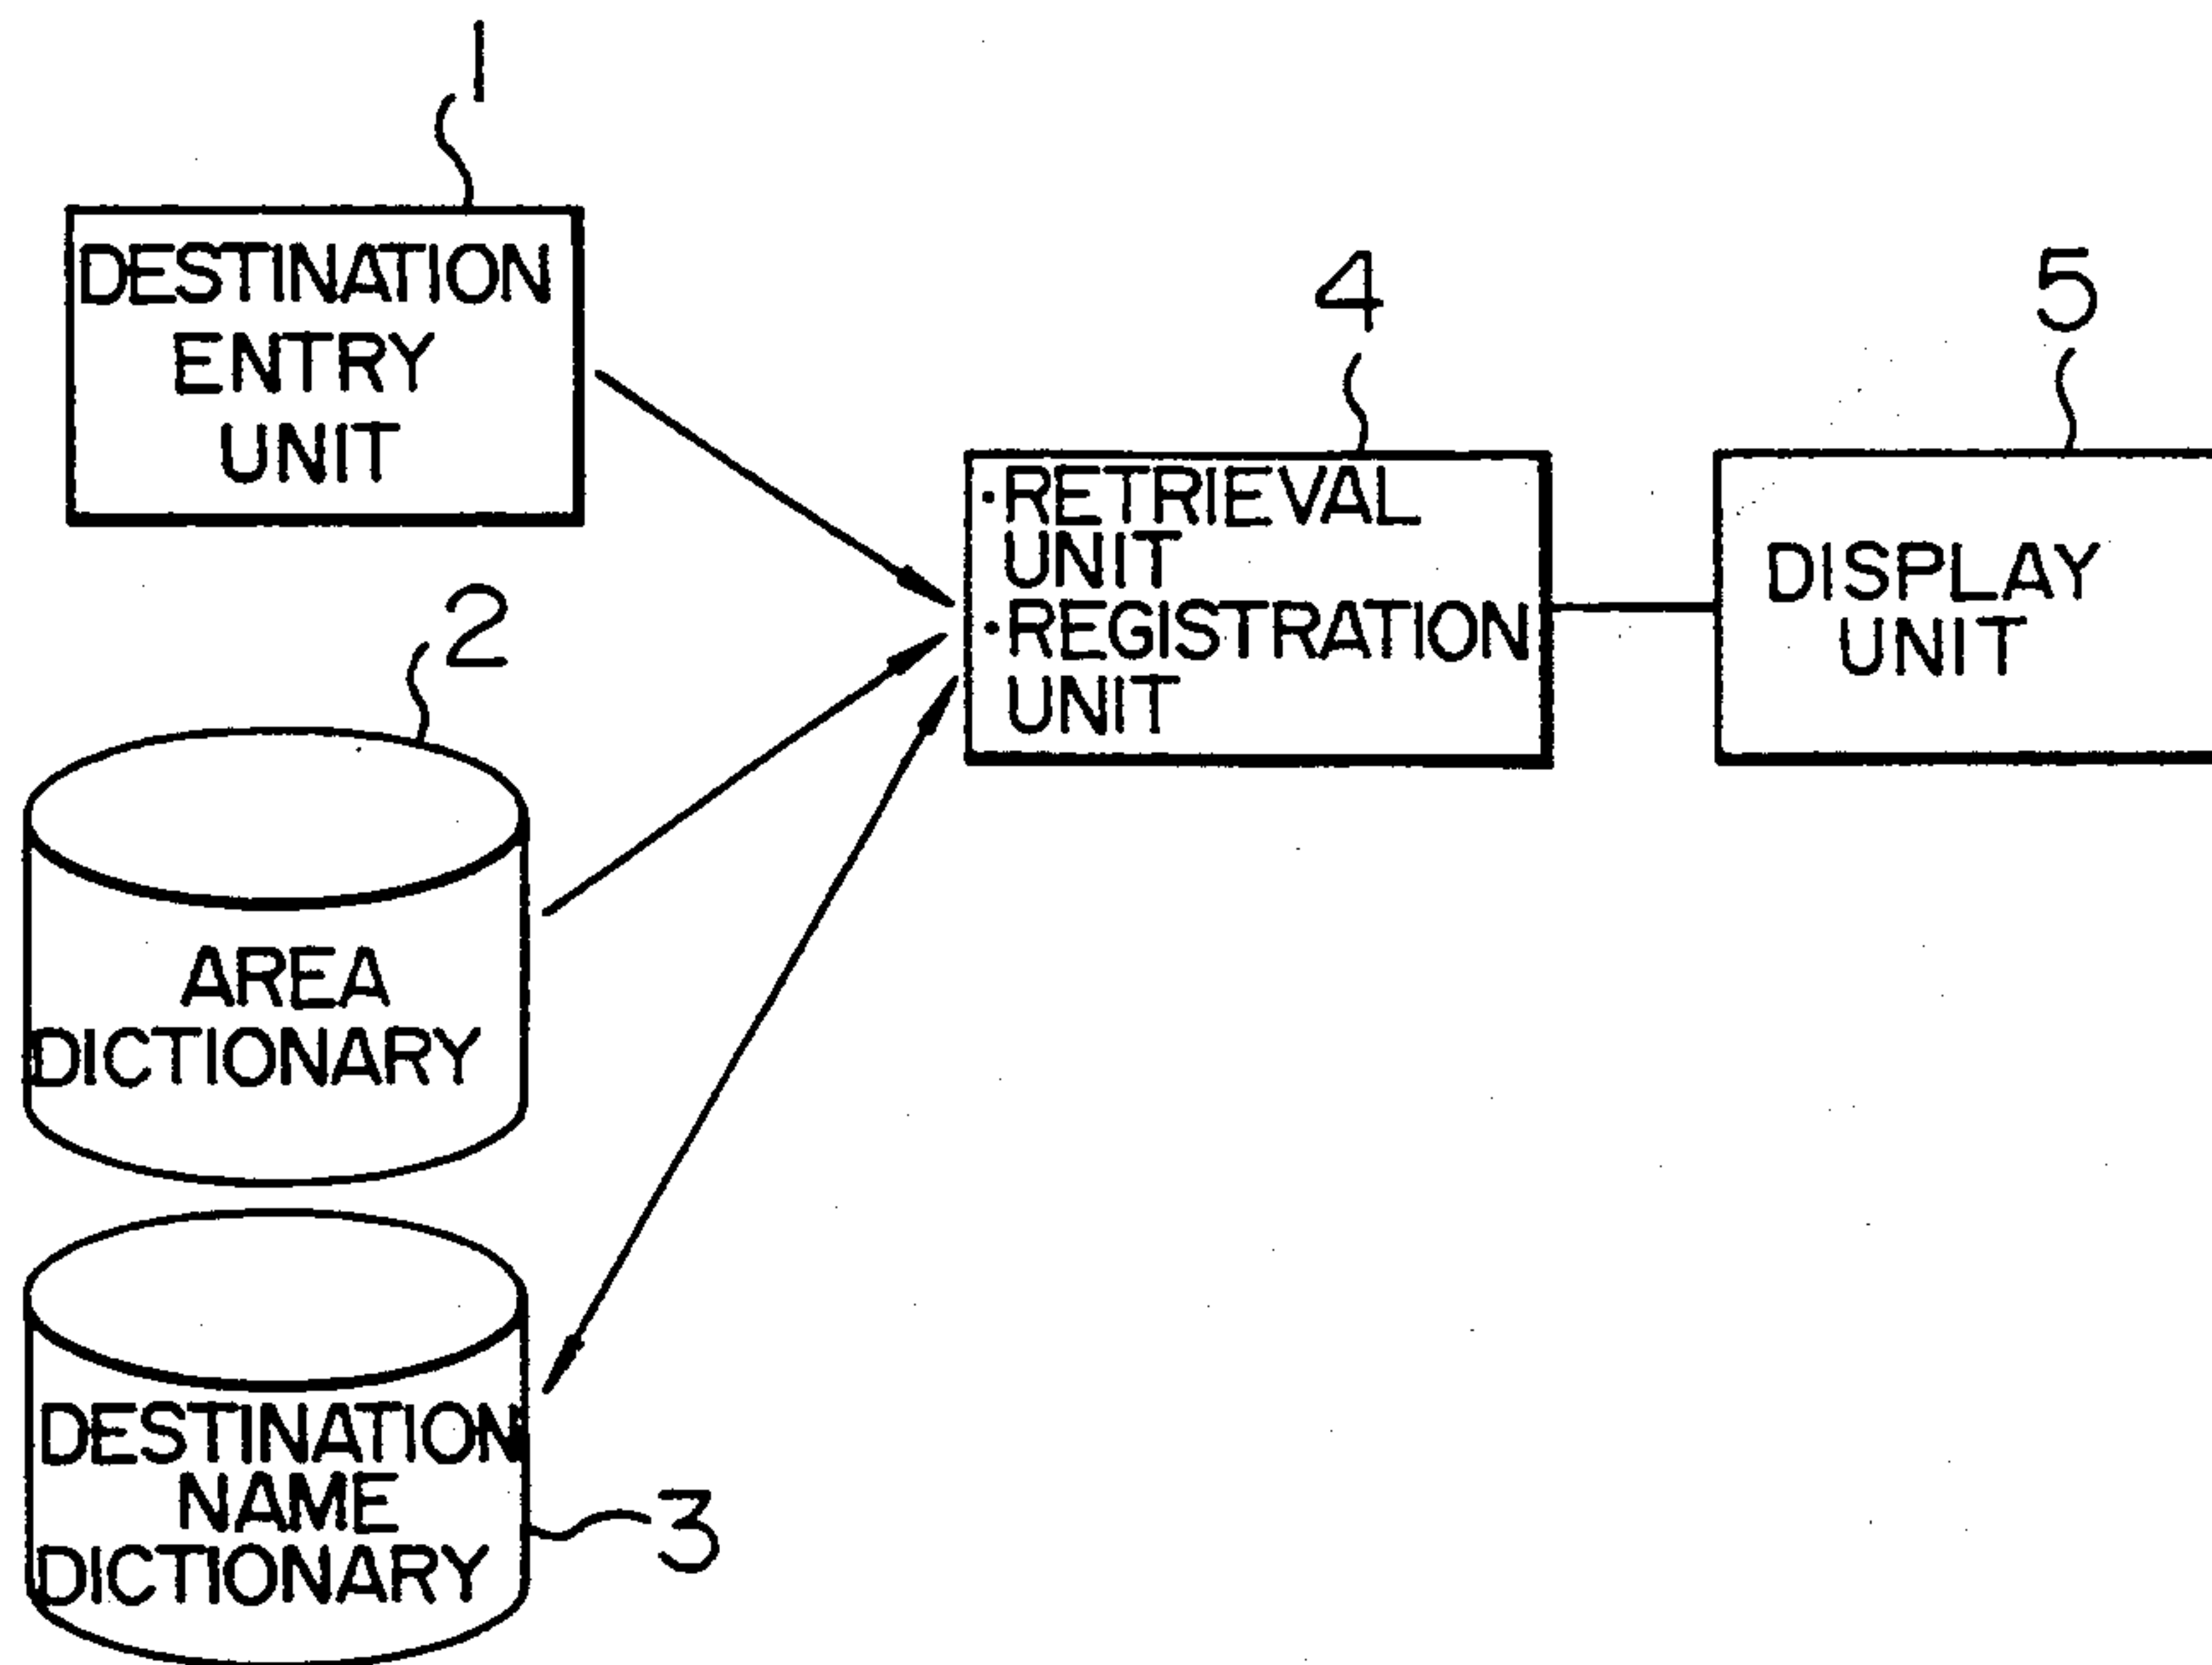 1
DESTINATION
ENTRY
UNIT
2
AREA
DICTIONARY
DESTINATION
NAME
DICTIONARY
3
4
·RETRIEVAL
UNIT
·REGISTRATION
UNIT
5
DISPLAY
UNIT